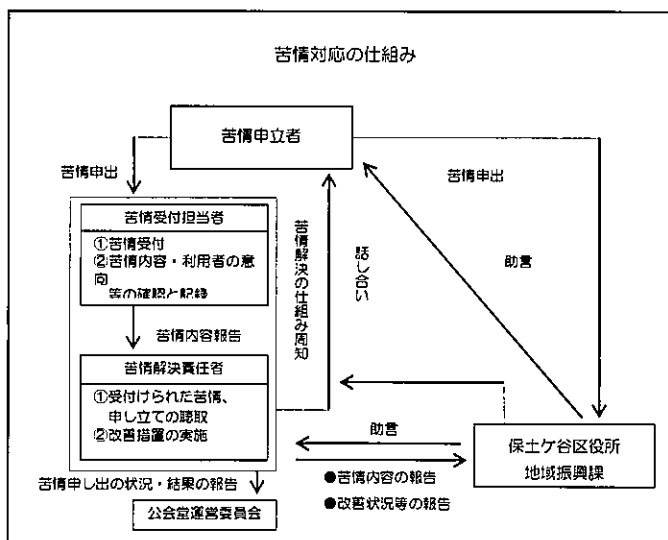 苦情対応の仕組み
苦情申立者
苦情申出
苦情申出
苦情受付担当者
①苦情受付
②苦情内容・利用者の意
向
等の確認と記録
苦情解決の仕組み周知
話し合い
助言
苦情内容報告
苦情解決責任者
①受付けられた苦情、
申し立ての聴取
②改善措置の実施
助言
保土ケ谷区役所
地域振興課
●苦情内容の報告
●改善状況等の報告
苦情申し出の状況・結果の報告
公会堂運営委員会